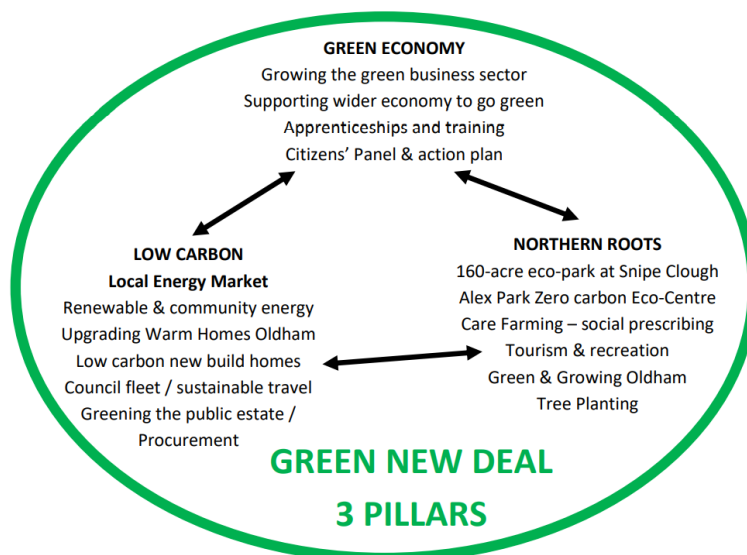 GREEN ECONOMY
Growing the green business sector
Supporting wider economy to go green
Apprenticeships and training
Citizens' Panel & action plan
LOW CARBON
Local Energy Market
Renewable & community energy
Upgrading Warm Homes Oldham
Low carbon new build homes
Council fleet / sustainable travel
Greening the public estate /
Procurement
NORTHERN ROOTS
160-acre eco-park at Snipe Clough
Alex Park Zero carbon Eco-Centre
Care Farming – social prescribing
Tourism & recreation
Green & Growing Oldham
Tree Planting
GREEN NEW DEAL
3 PILLARS